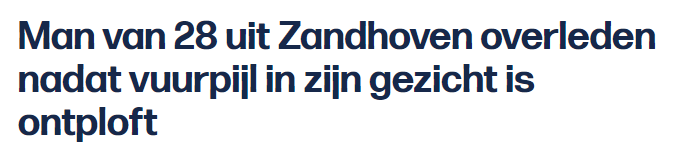 Man van 28 uit Zandhoven overleden
nadat vuurpijl in zijn gezicht is
ontploft